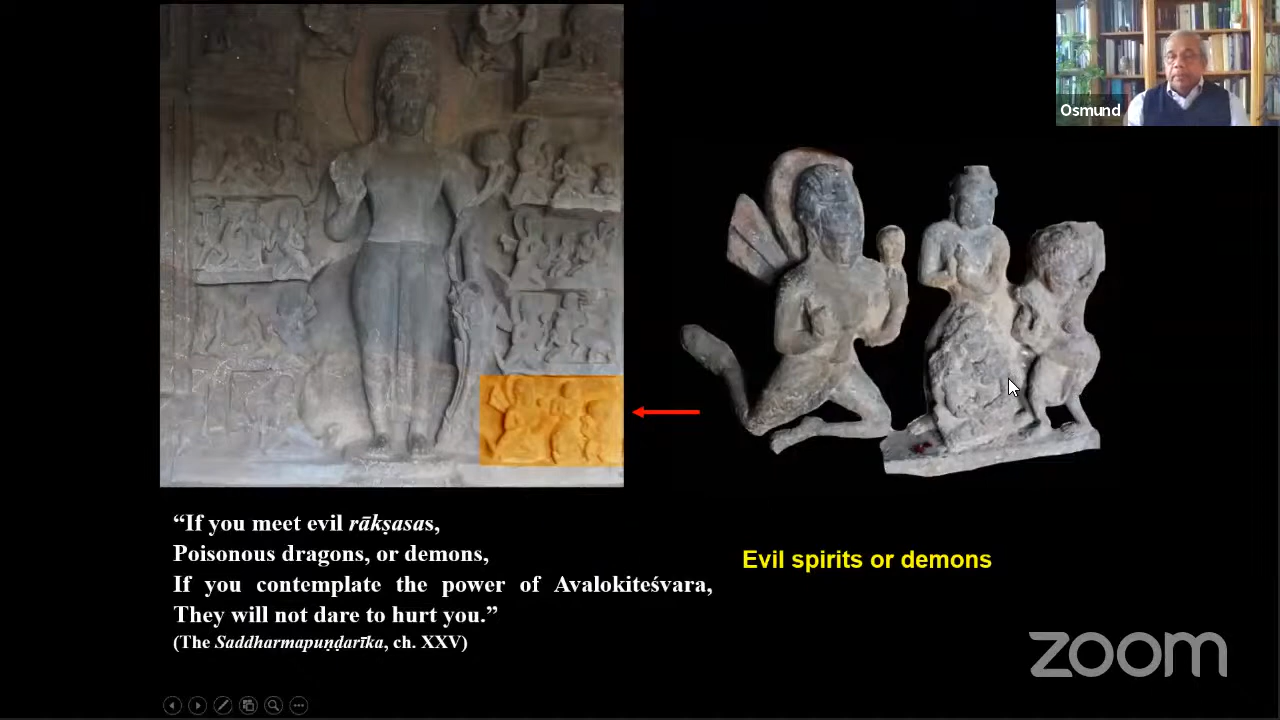 Osmund
“If you meet evil rākṣasas,
Poisonous dragons, or demons,
If you contemplate the power of Avalokiteśvara,
They will not dare to hurt you.”
(The Saddharmapuṇḍarīka, ch. XXV)
Evil spirits or demons
zoom